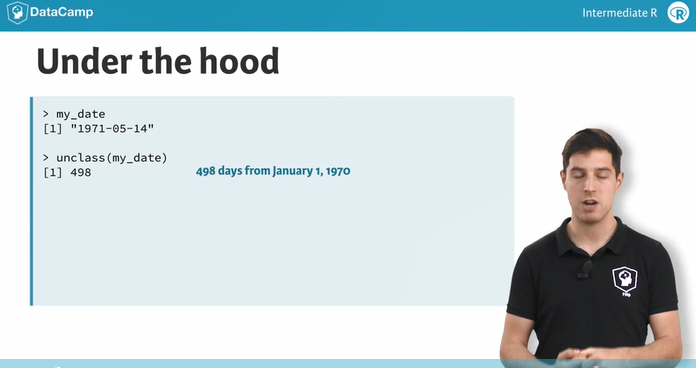 DataCamp
Intermediate R
R
Under the hood
> my_date
[1] "1971-05-14"
> unclass(my_date)
[1] 498
498 days from January 1, 1970